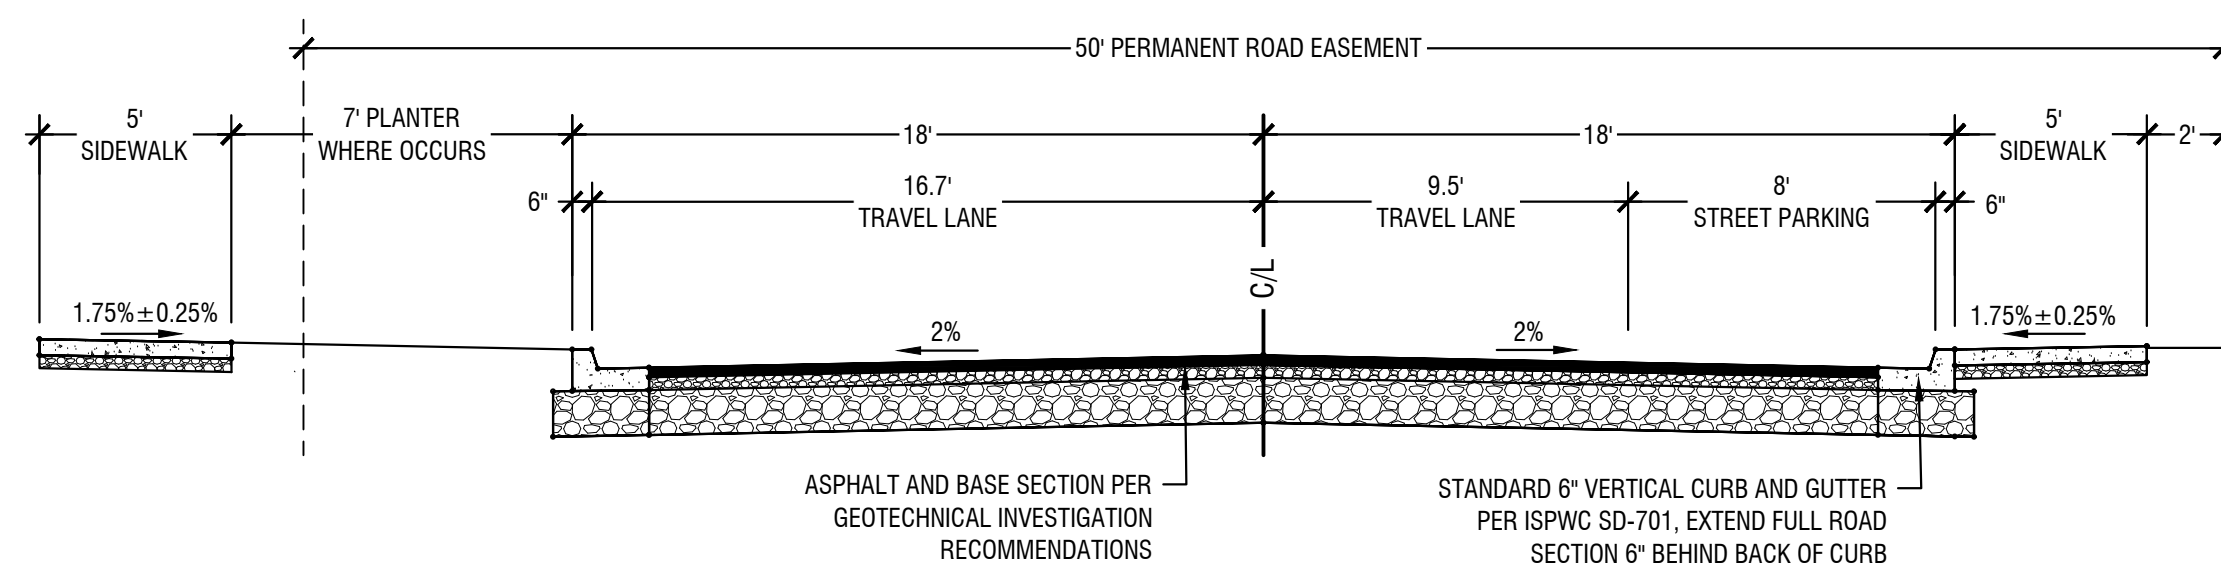 50' PERMANENT ROAD EASEMENT
5'
SIDEWALK
7' PLANTER
WHERE OCCURS
18'
18'
5'
SIDEWALK
2'
6"
16.7'
TRAVEL LANE
9.5'
TRAVEL LANE
8'
STREET PARKING
6"
C/L
1.75%±0.25%
2%
2%
1.75%±0.25%
ASPHALT AND BASE SECTION PER
GEOTECHNICAL INVESTIGATION
RECOMMENDATIONS
STANDARD 6" VERTICAL CURB AND GUTTER
PER ISPWC SD-701, EXTEND FULL ROAD
SECTION 6" BEHIND BACK OF CURB